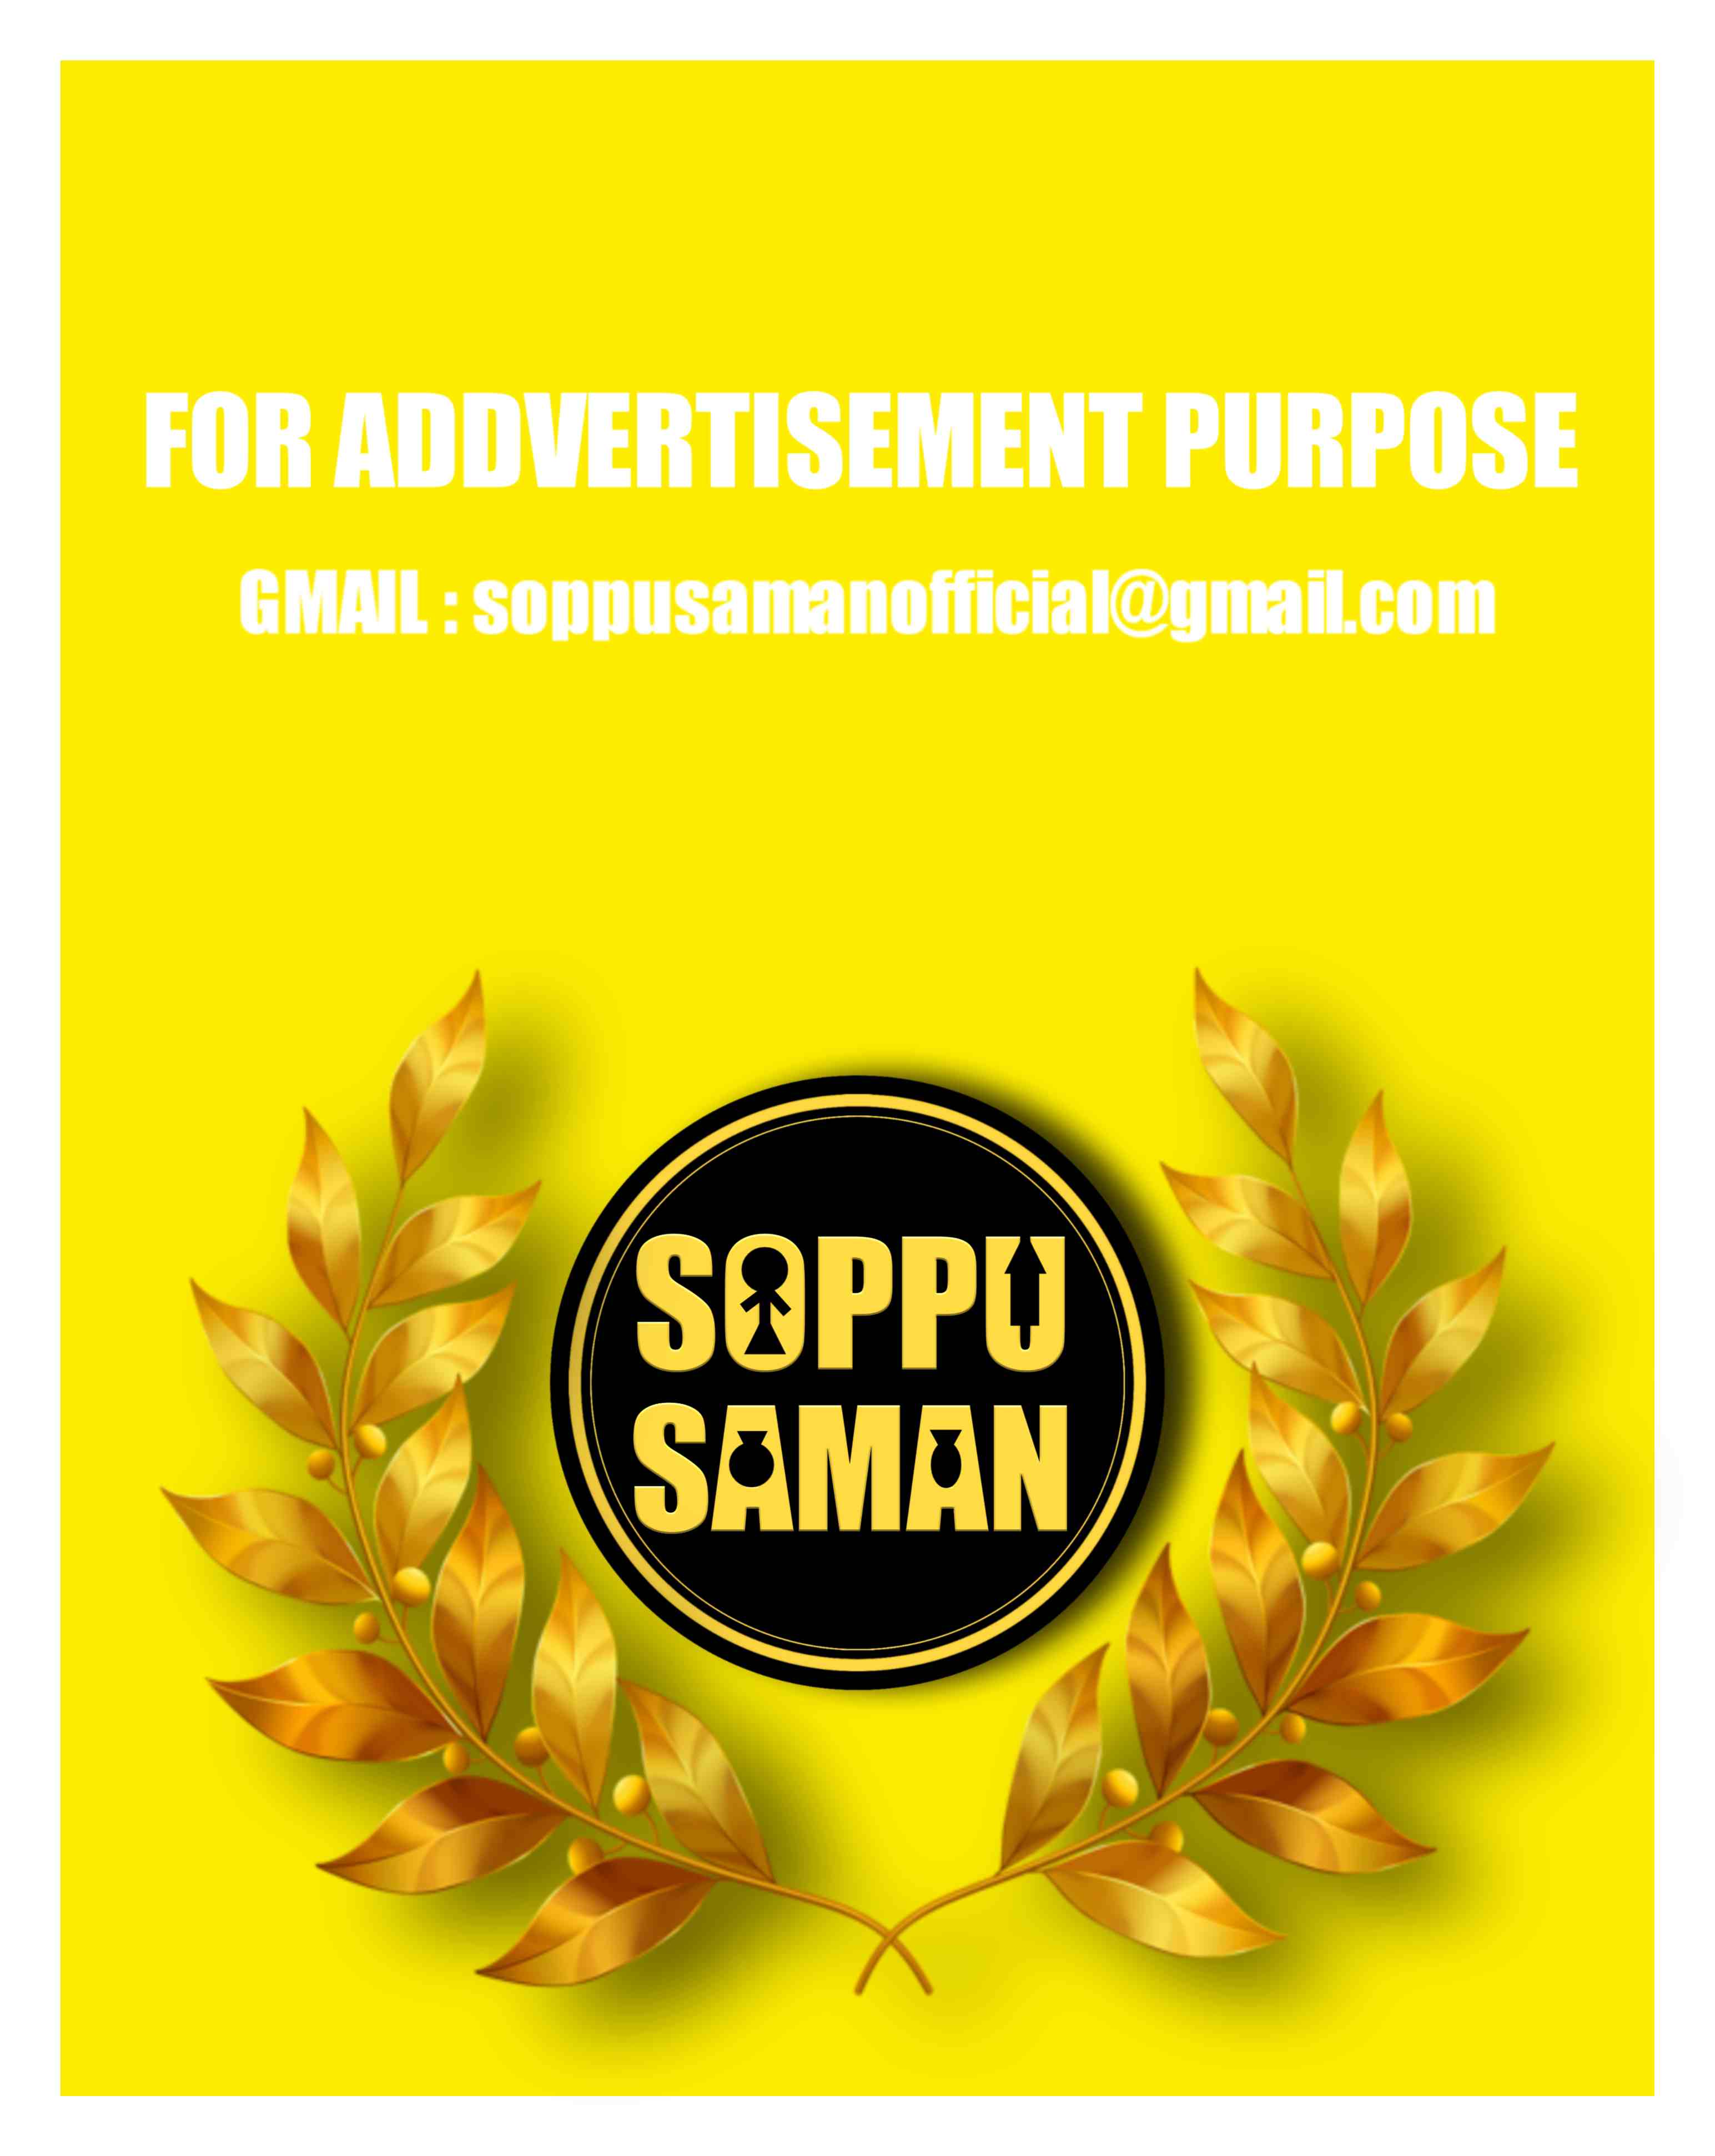 FOR ADDVERTISEMENT PURPOSE
GMAIL : soppusamanofficial@gmail.com
SOPPU
SAMAN